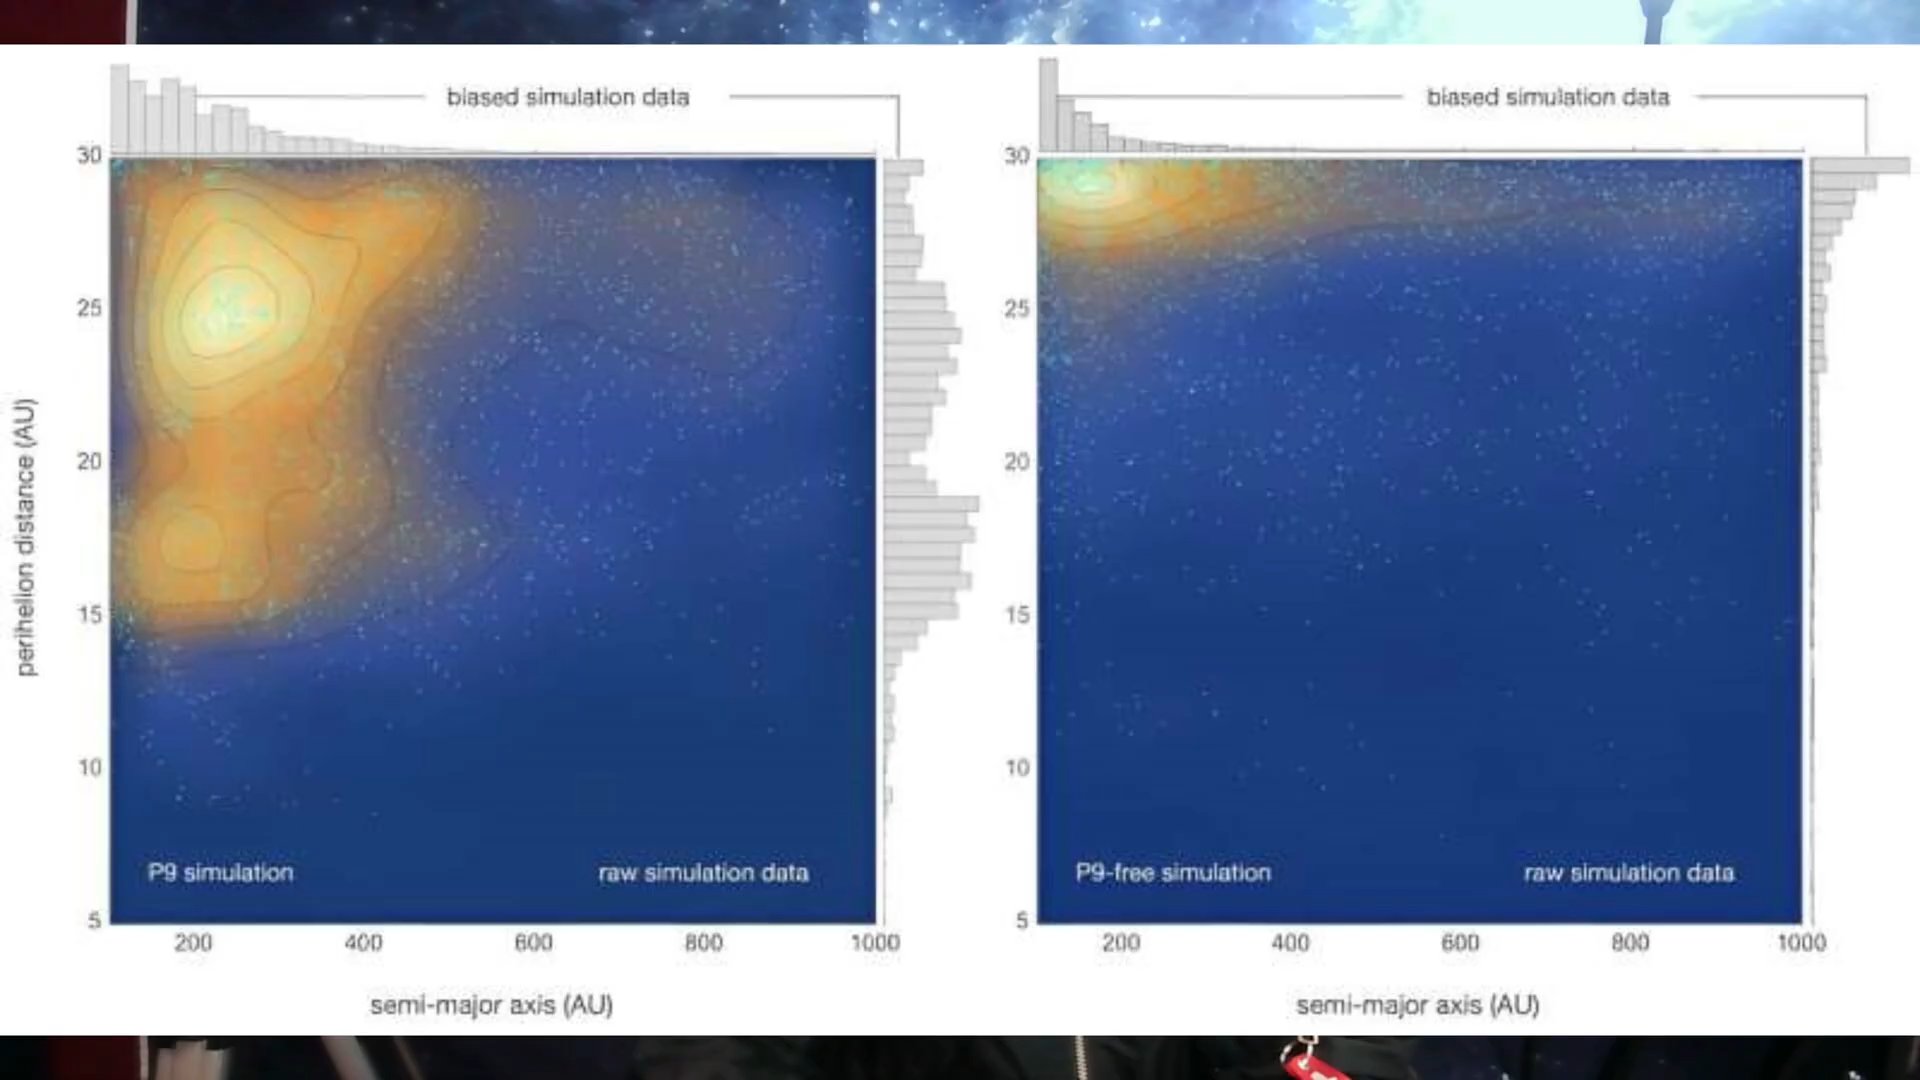 biased simulation data
30
25
20
15
10
5
perihelion distance (AU)
P9 simulation
raw simulation data
200
400
600
800
1000
semi-major axis (AU)
biased simulation data
30
25
20
15
10
5
P9-free simulation
raw simulation data
200
400
600
800
1000
semi-major axis (AU)